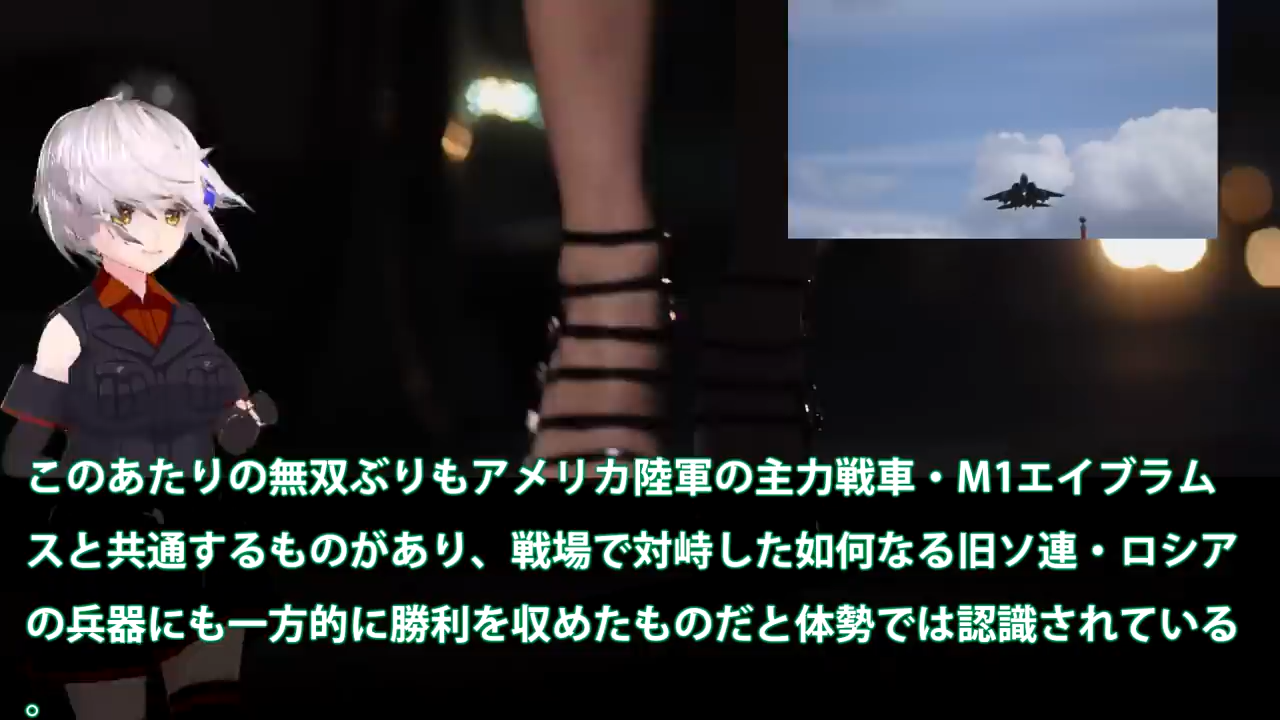 このあたりの無双ぶりもアメリカ陸軍の主力戦車・M1エイブラム
スと共通するものがあり、戦場で対峙した如何なる旧ソ連・ロシア
の兵器にも一方的に勝利を収めたものだと体勢では認識されている
。